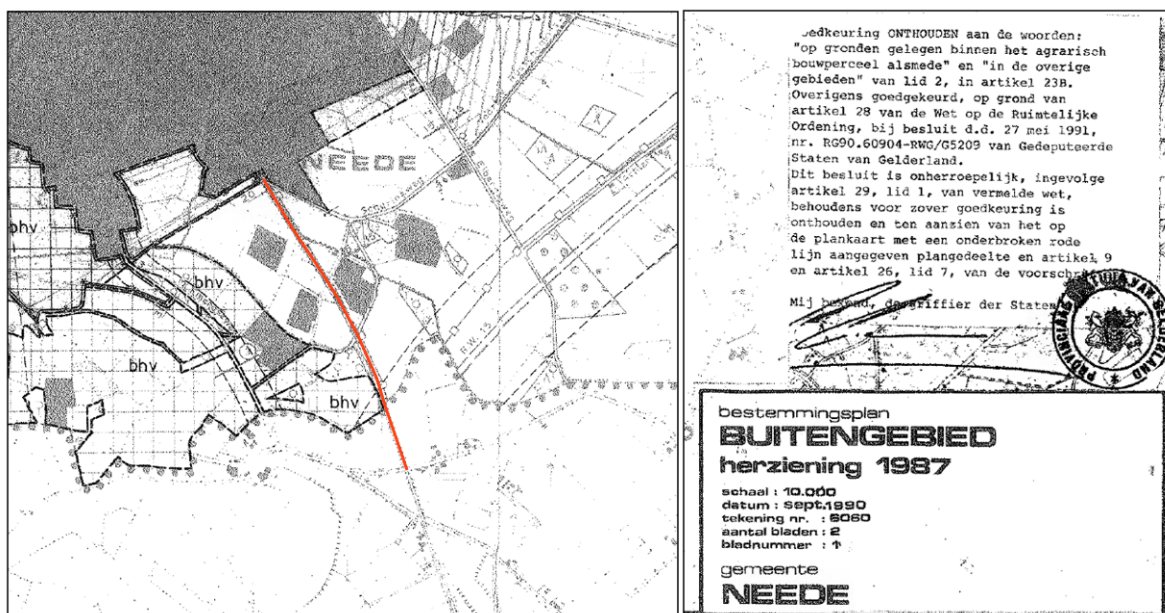 NEEDE
bhv
bhv
bhv
bhv
bhv
R.W. 15
goedkeuring ONTHOUDEN aan de woorden:
"op gronden gelegen binnen het agrarisch
bouwperceel alsmede" en "in de overige
gebieden" van lid 2, in artikel 23B.
Overigens goedgekeurd, op grond van
artikel 28 van de Wet op de Ruimtelijke
Ordening, bij besluit d.d. 27 mei 1991,
nr. RG90.60904-RWG/G5209 van Gedeputeerde
Staten van Gelderland.
Dit besluit is onherroepelijk, ingevolge
artikel 29, lid 1, van vermelde wet,
behoudens voor zover goedkeuring is
onthouden en ten aanzien van het op
de plankaart met een onderbroken rode
lijn aangegeven plangedeelte en artikel 9
en artikel 26, lid 7, van de
Mij bekend, de griffier der Staten
bestemmingsplan
BUITENGEBIED
herziening 1987
schaal : 10.000
datum : sept.1990
tekening nr. : 6060
aantal bladen : 2
bladnummer : 1
gemeente
NEEDE